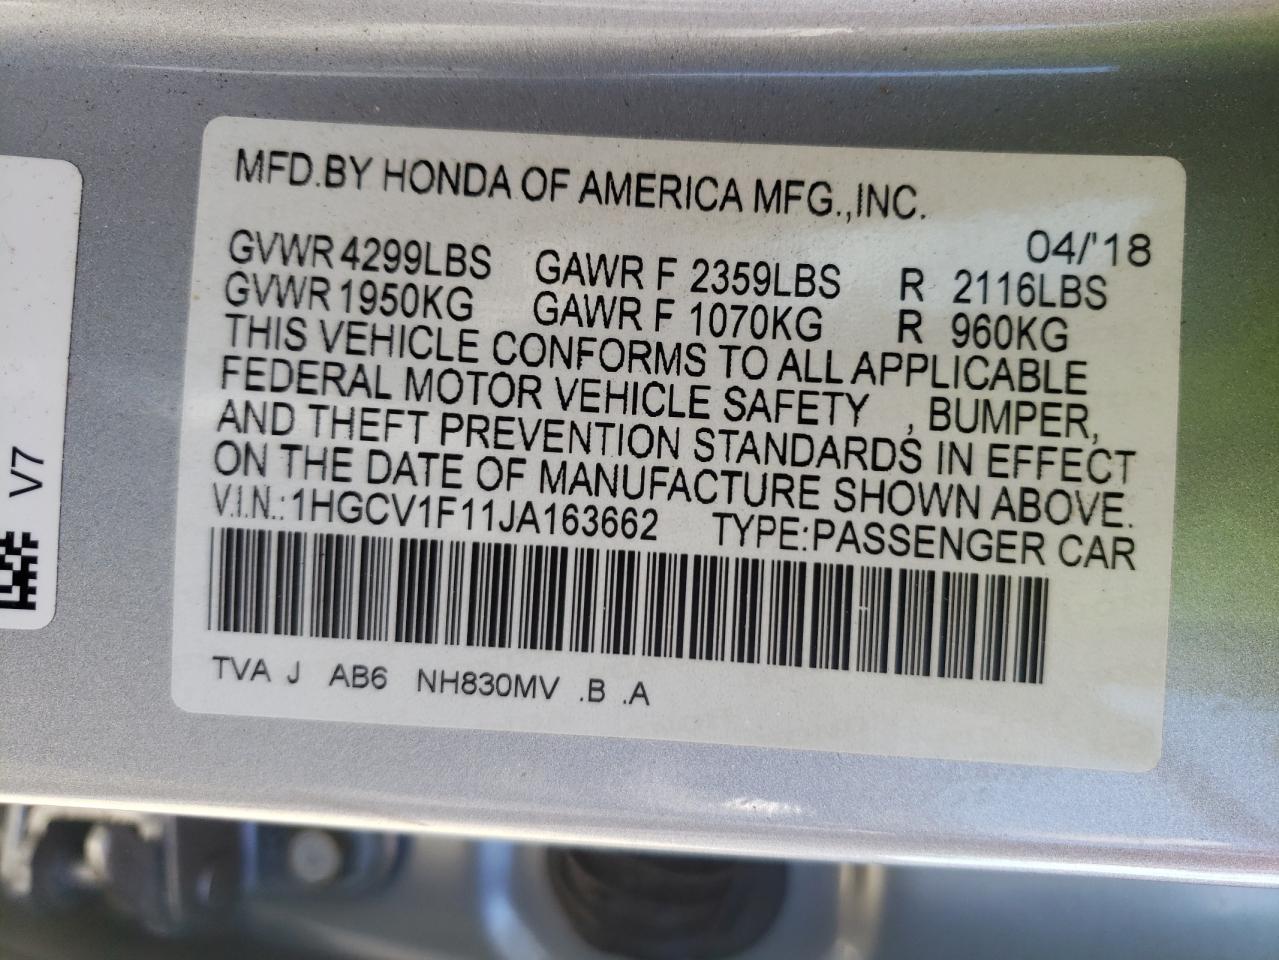 MFD.BY HONDA OF AMERICA MFG.,INC.
04/'18
GVWR 4299LBS GAWR F 2359LBS R 2116LBS
GVWR 1950KG GAWR F 1070KG R 960KG
THIS VEHICLE CONFORMS TO ALL APPLICABLE
FEDERAL MOTOR VEHICLE SAFETY , BUMPER,
AND THEFT PREVENTION STANDARDS IN EFFECT
ON THE DATE OF MANUFACTURE SHOWN ABOVE.
V.I.N.: 1HGCV1F11JA163662 TYPE:PASSENGER CAR
TVA J AB6 NH830MV .B .A
V7